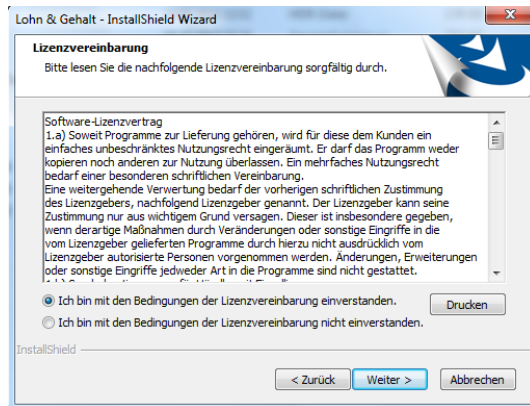 Lohn & Gehalt - InstallShield Wizard
Lizenzvereinbarung
Bitte lesen Sie die nachfolgende Lizenzvereinbarung sorgfältig durch.
Software-Lizenzvertrag
1.a) Soweit Programme zur Lieferung gehören, wird für diese dem Kunden ein
einfaches unbeschränktes Nutzungsrecht eingeräumt. Er darf das Programm weder
kopieren noch anderen zur Nutzung überlassen. Ein mehrfaches Nutzungsrecht
bedarf einer besonderen schriftlichen Vereinbarung.
Eine weitergehende Verwertung bedarf der vorherigen schriftlichen Zustimmung
des Lizenzgebers, nachfolgend Lizenzgeber genannt. Der Lizenzgeber kann seine
Zustimmung nur aus wichtigem Grund versagen. Dieser ist insbesondere gegeben,
wenn derartige Maßnahmen durch Veränderungen oder sonstige Eingriffe in die
vom Lizenzgeber gelieferten Programme durch hierzu nicht ausdrücklich vom
Lizenzgeber autorisierte Personen vorgenommen werden. Änderungen, Erweiterungen
oder sonstige Eingriffe jedweder Art in die Programme sind nicht gestattet.
Ich bin mit den Bedingungen der Lizenzvereinbarung einverstanden.
Drucken
Ich bin mit den Bedingungen der Lizenzvereinbarung nicht einverstanden.
InstallShield
< Zurück
Weiter >
Abbrechen